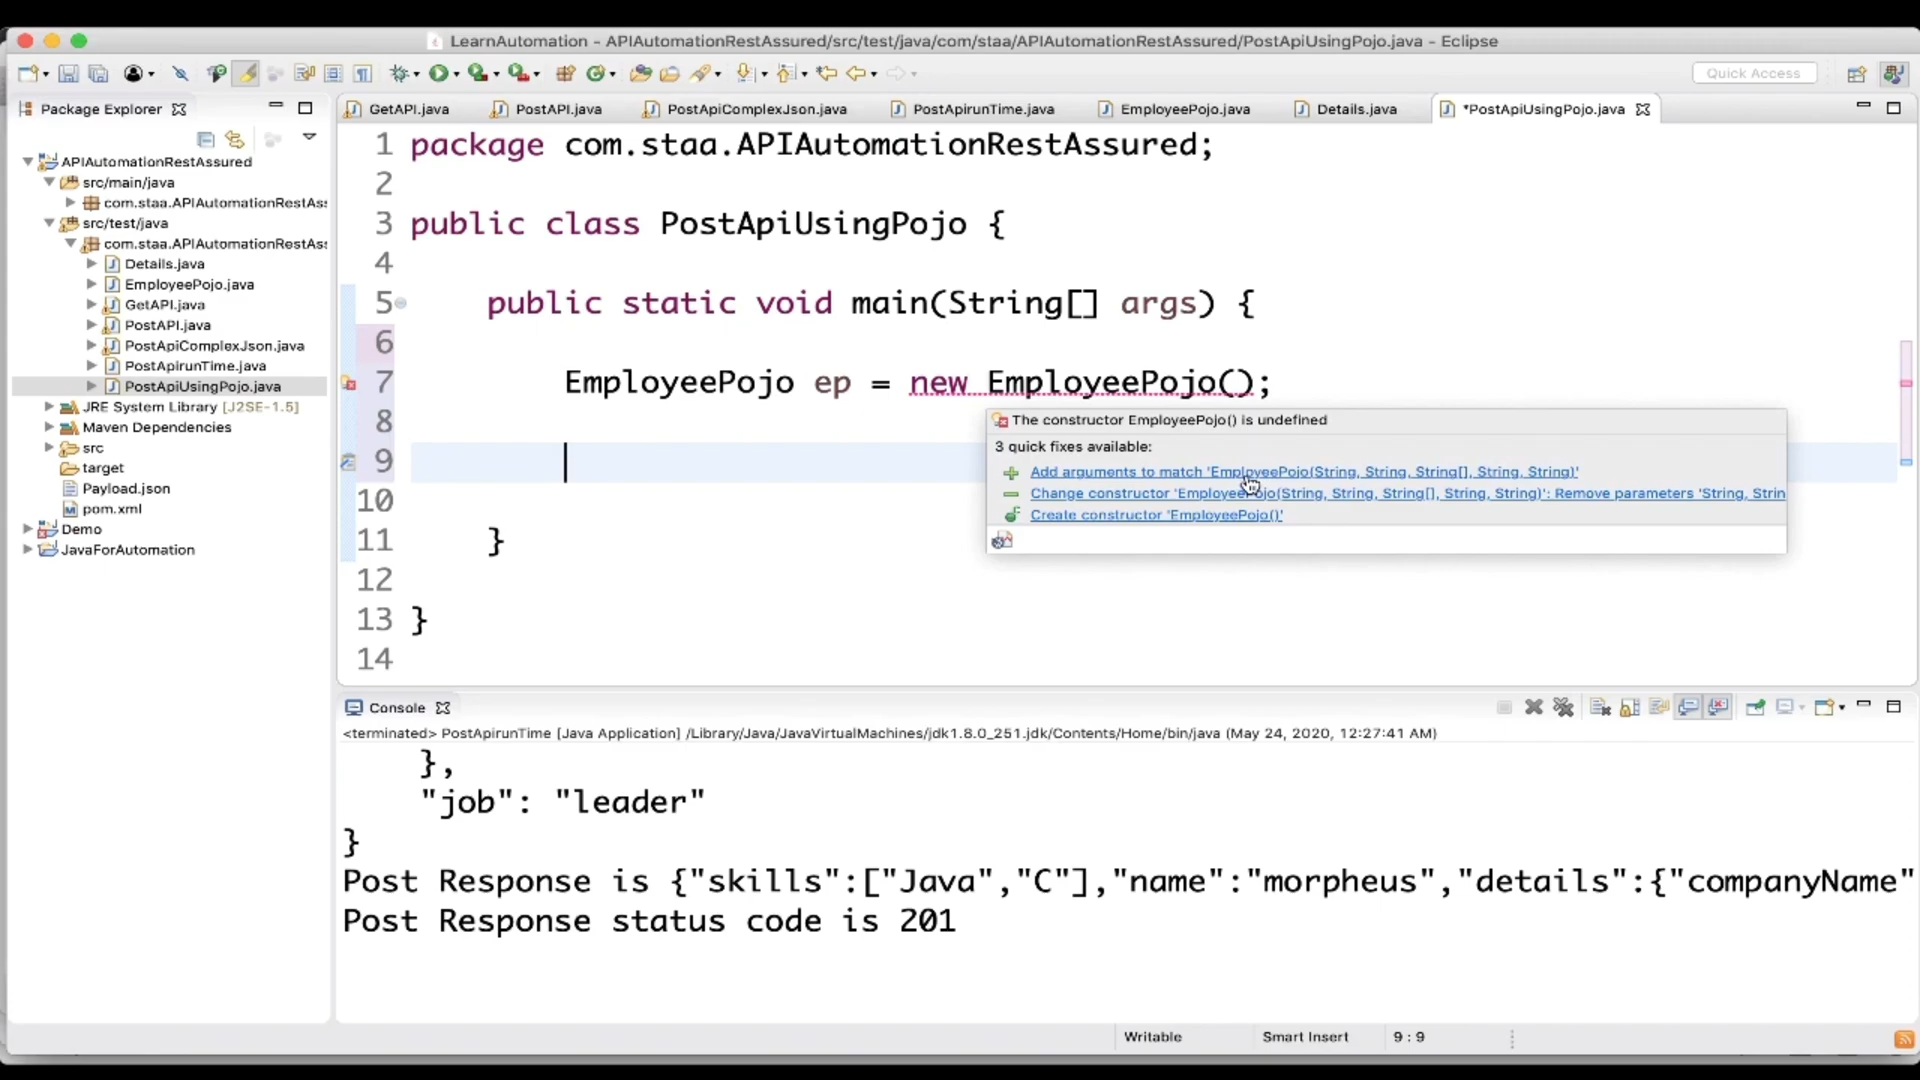 LearnAutomation - APIAutomationRestAssured/src/test/java/com/staa/APIAutomationRestAssured/PostApiUsingPojo.java - Eclipse
Quick Access
Package Explorer
GetAPI.java
PostAPI.java
PostApiComplexJson.java
PostApirunTime.java
EmployeePojo.java
Details.java
*PostApiUsingPojo.java
APIAutomationRestAssured
src/main/java
com.staa.APIAutomationRestAs
src/test/java
com.staa.APIAutomationRestAs
Details.java
EmployeePojo.java
GetAPI.java
PostAPI.java
PostApiComplexJson.java
PostApirunTime.java
PostApiUsingPojo.java
JRE System Library [J2SE-1.5]
Maven Dependencies
src
target
Payload.json
pom.xml
Demo
JavaForAutomation
1 package com.staa.APIAutomationRestAssured;
2
3 public class PostApiUsingPojo {
4
5 public static void main(String[] args) {
6
7 EmployeePojo ep = new EmployeePojo();
8
9
10
11 }
12
13 }
14
The constructor EmployeePojo() is undefined
3 quick fixes available:
Add arguments to match 'EmployeePojo(String, String, String[], String, String)'
Change constructor 'EmployeePojo(String, String, String[], String, String)': Remove parameters 'String, Strin
Create constructor 'EmployeePojo()'
Console
<terminated> PostApirunTime [Java Application] /Library/Java/JavaVirtualMachines/jdk1.8.0_251.jdk/Contents/Home/bin/java (May 24, 2020, 12:27:41 AM)
},
"job": "leader"
}
Post Response is {"skills":["Java","C"],"name":"morpheus","details":{"companyName"
Post Response status code is 201
Writable
Smart Insert
9 : 9